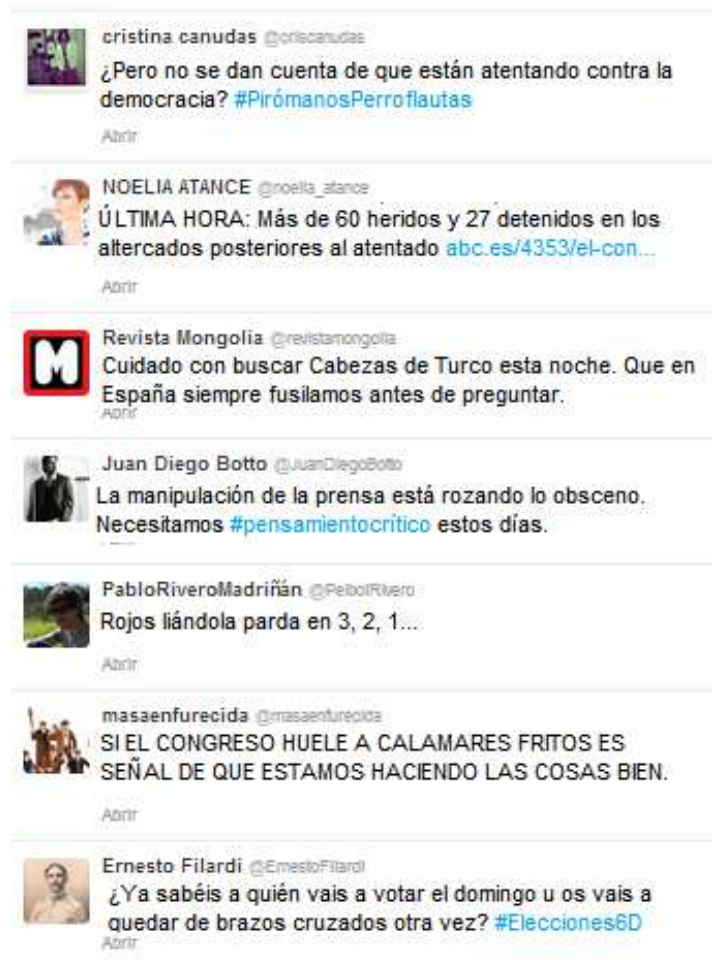 cristina canudas @criscanudas
¿Pero no se dan cuenta de que están atentando contra la
democracia? #PirómanosPerroflautas
Abrir
NOELIA ATANCE @noelia_atance
ÚLTIMA HORA: Más de 60 heridos y 27 detenidos en los
altercados posteriores al atentado abc.es/4353/el-con...
Abrir
Revista Mongolia @revistamongolia
Cuidado con buscar Cabezas de Turco esta noche. Que en
España siempre fusilamos antes de preguntar.
Abrir
Juan Diego Botto @JuanDiegoBotto
La manipulación de la prensa está rozando lo obsceno.
Necesitamos #pensamientocrítico estos días.
PabloRiveroMadriñán @PelbolRivero
Rojos liándola parda en 3, 2, 1...
Abrir
masaenfurecida @masaenfurecida
SI EL CONGRESO HUELE A CALAMARES FRITOS ES
SEÑAL DE QUE ESTAMOS HACIENDO LAS COSAS BIEN.
Abrir
Ernesto Filardi @ErnestoFilardi
¿Ya sabéis a quién vais a votar el domingo u os vais a
quedar de brazos cruzados otra vez? #Elecciones6D
Abrir